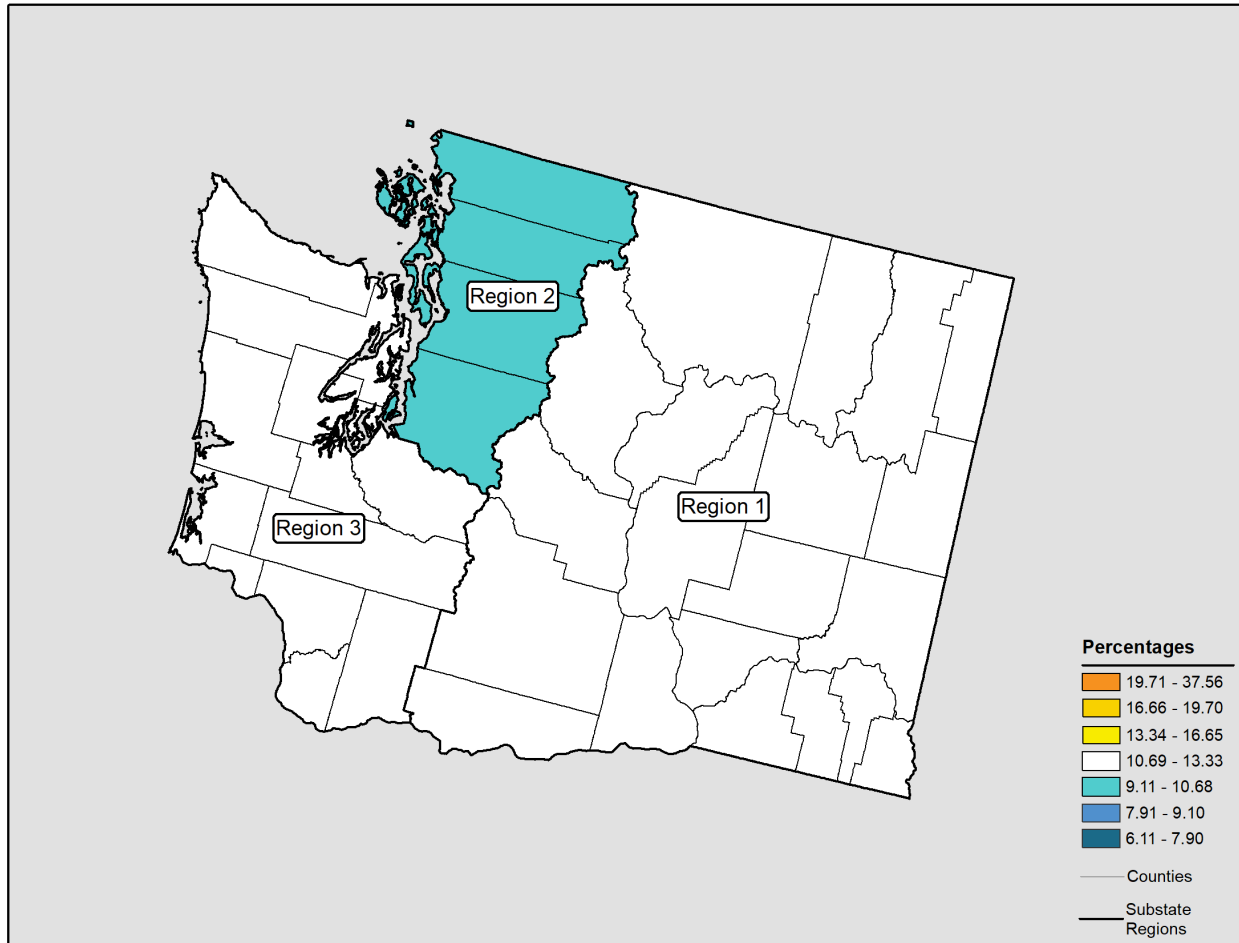 Region 2
Region 1
Region 3
Percentages
19.71 - 37.56
16.66 - 19.70
13.34 - 16.65
10.69 - 13.33
9.11 - 10.68
7.91 - 9.10
6.11 - 7.90
Counties
Substate
Regions